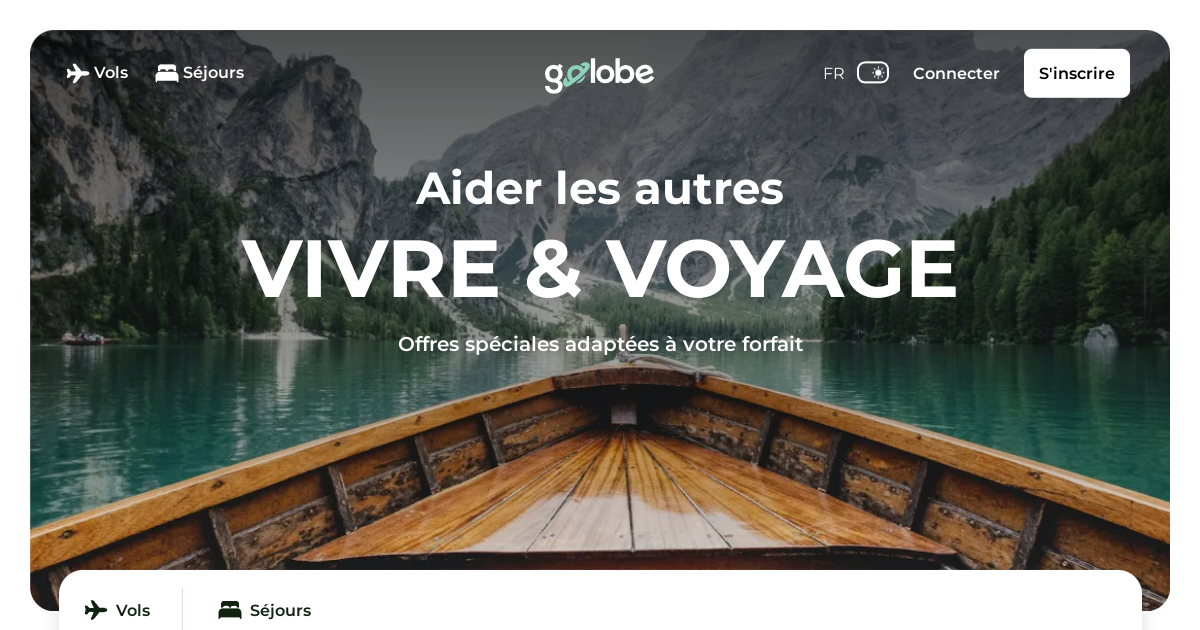 Vols
Séjours
golobe
FR
Connecter
S'inscrire
Aider les autres
VIVRE & VOYAGE
Offres spéciales adaptées à votre forfait
Vols
Séjours